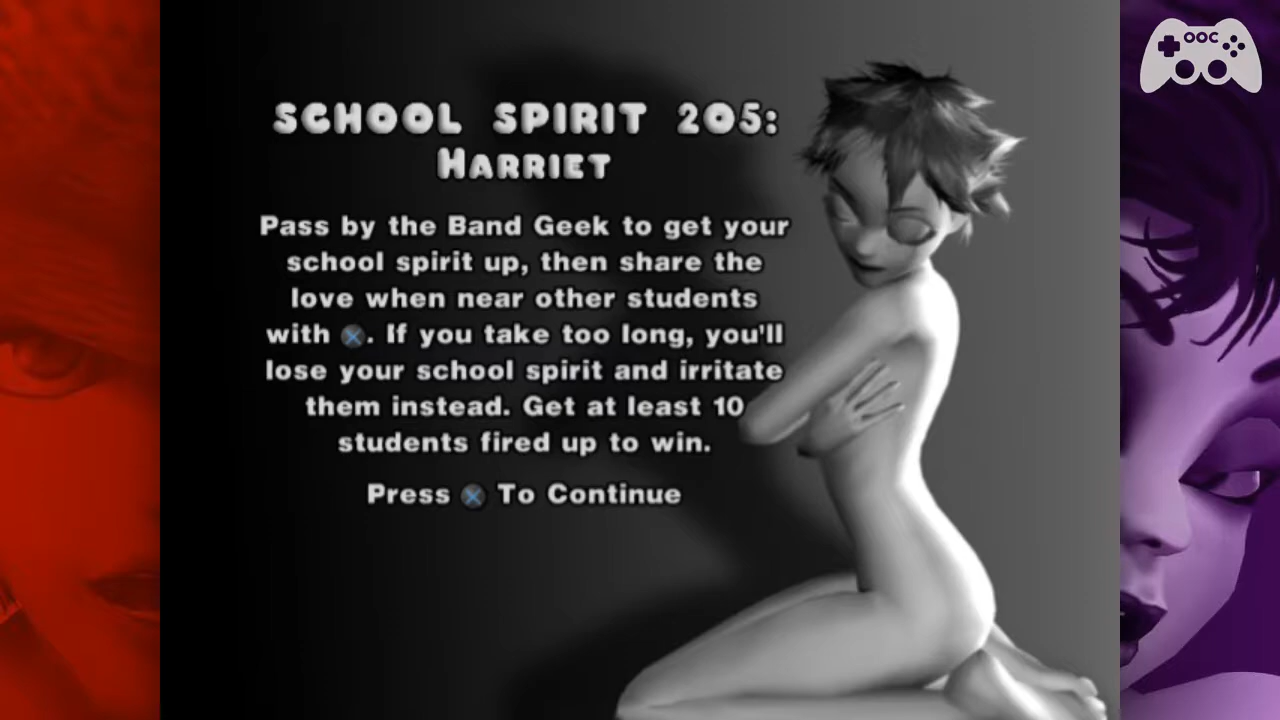 OOC
SCHOOL SPIRIT 205:
HARRIET
Pass by the Band Geek to get your
school spirit up, then share the
love when near other students
with ⓧ. If you take too long, you'll
lose your school spirit and irritate
them instead. Get at least 10
students fired up to win.
Press ⓧ To Continue